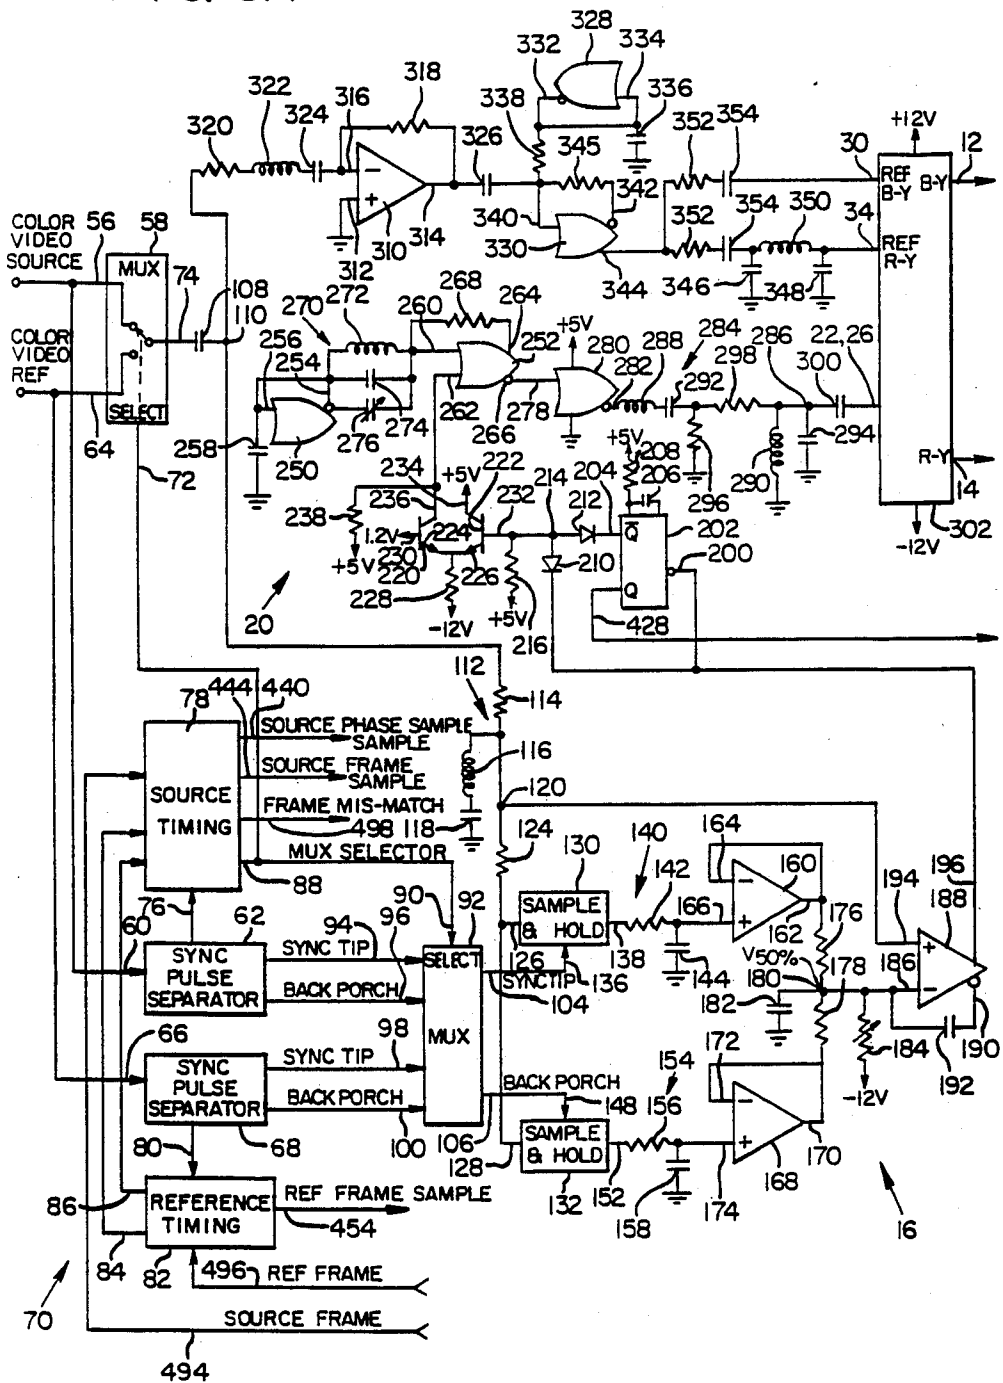 328
332
334
318
322
316
338
336
324
320
326
345
352
354
+12V
12
30
342
REF
B-Y
B-Y
352
354
350
34
REF
R-Y
340
330
310
314
312
344
346
348
COLOR
VIDEO
SOURCE
56
58
MUX
74
108
110
COLOR
VIDEO
REF
SELECT
64
72
268
272
270
260
264
252
+5V
280
288
284
286
298
22,26
300
256
254
262
282
292
266
278
274
276
258
250
294
290
296
+5V
208
206
R-Y
14
302
-12V
234
+5V
222
236
232
214
204
212
202
238
1.2V
224
230
220
226
+5V
228
-12V
+5V
216
210
Q̅
Q
200
428
20
112
114
444
440
78
SOURCE PHASE SAMPLE
SAMPLE
SOURCE FRAME
SAMPLE
116
SOURCE
TIMING
FRAME MIS-MATCH
498
118
120
MUX SELECTOR
88
124
130
140
164
160
142
76
60
62
94
96
90
92
SAMPLE
& HOLD
166
162
196
194
188
176
SYNC
PULSE
SEPARATOR
SYNC TIP
SELECT
126
138
136
144
SYNCTIP
104
V50%
180
178
186
182
184
190
192
-12V
BACK PORCH
MUX
66
98
SYNC
PULSE
SEPARATOR
SYNC TIP
BACK PORCH
100
BACK PORCH
106
148
154
156
172
80
68
SAMPLE
& HOLD
128
132
152
158
174
168
170
16
86
REFERENCE
TIMING
REF FRAME SAMPLE
454
84
82
496
REF FRAME
70
SOURCE FRAME
494